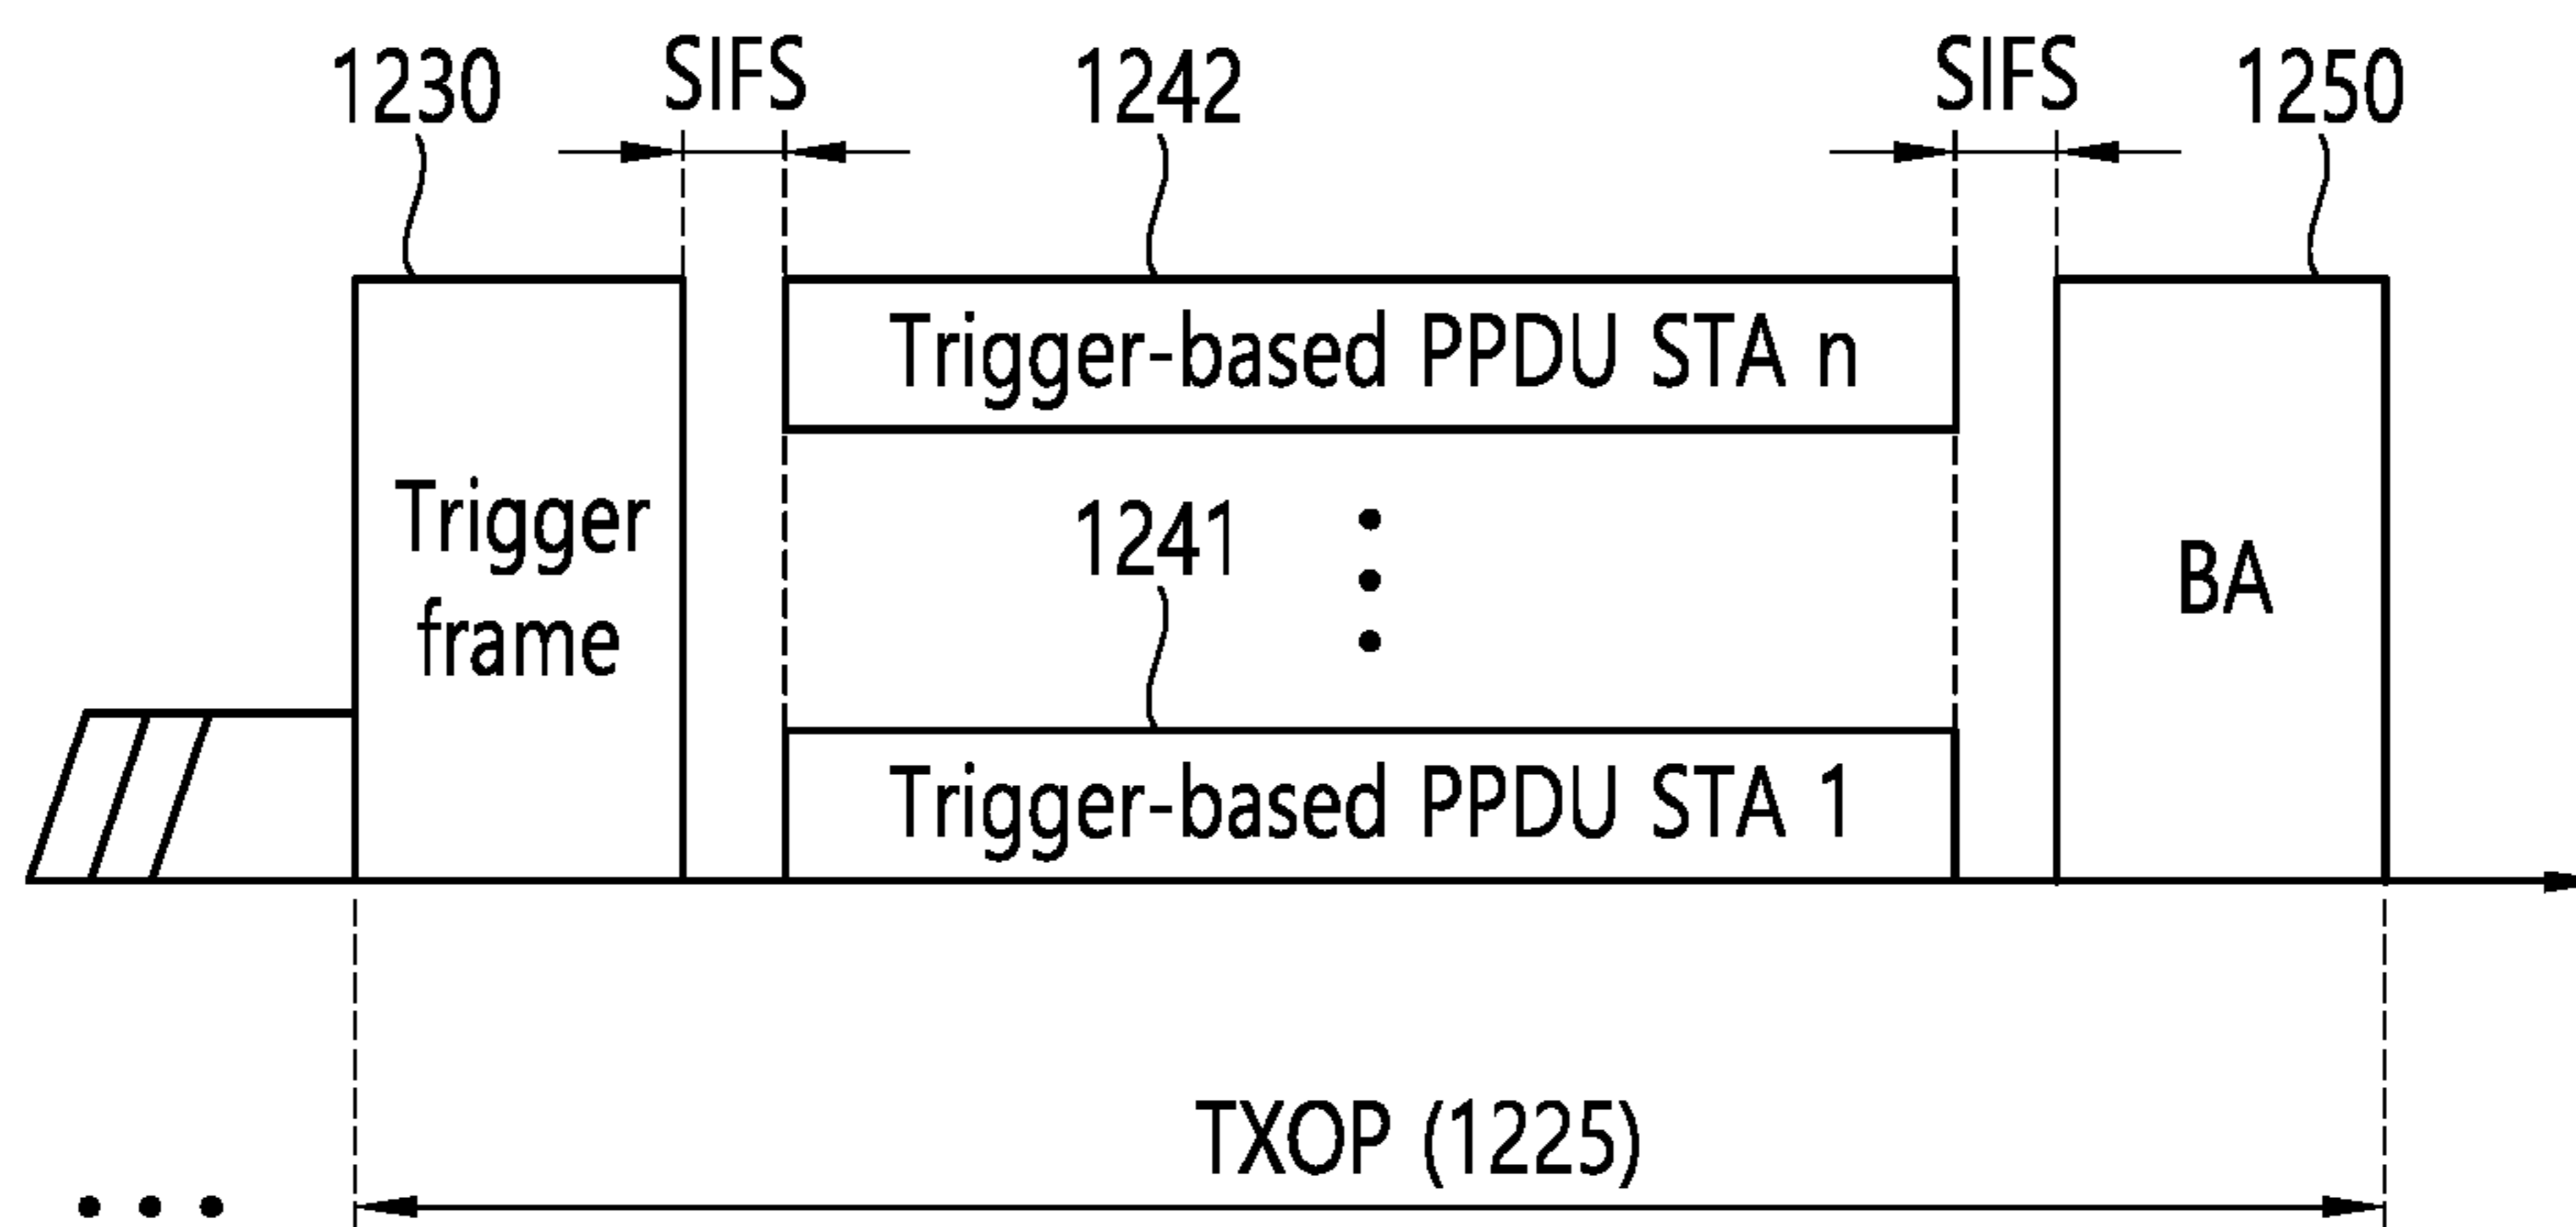 1230
SIFS
1242
SIFS
1250
Trigger-based PPDU STA n
Trigger
frame
1241
BA
Trigger-based PPDU STA 1
TXOP (1225)